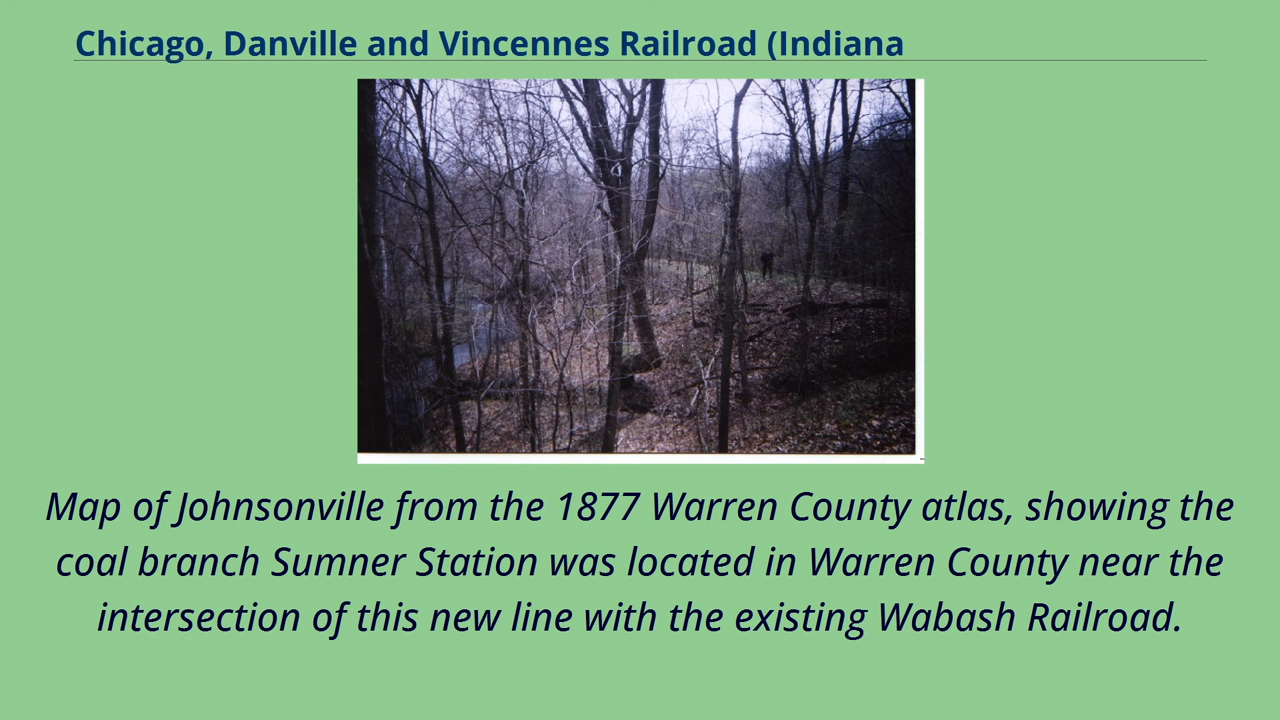 Chicago, Danville and Vincennes Railroad (Indiana
Map of Johnsonville from the 1877 Warren County atlas, showing the
coal branch Sumner Station was located in Warren County near the
intersection of this new line with the existing Wabash Railroad.